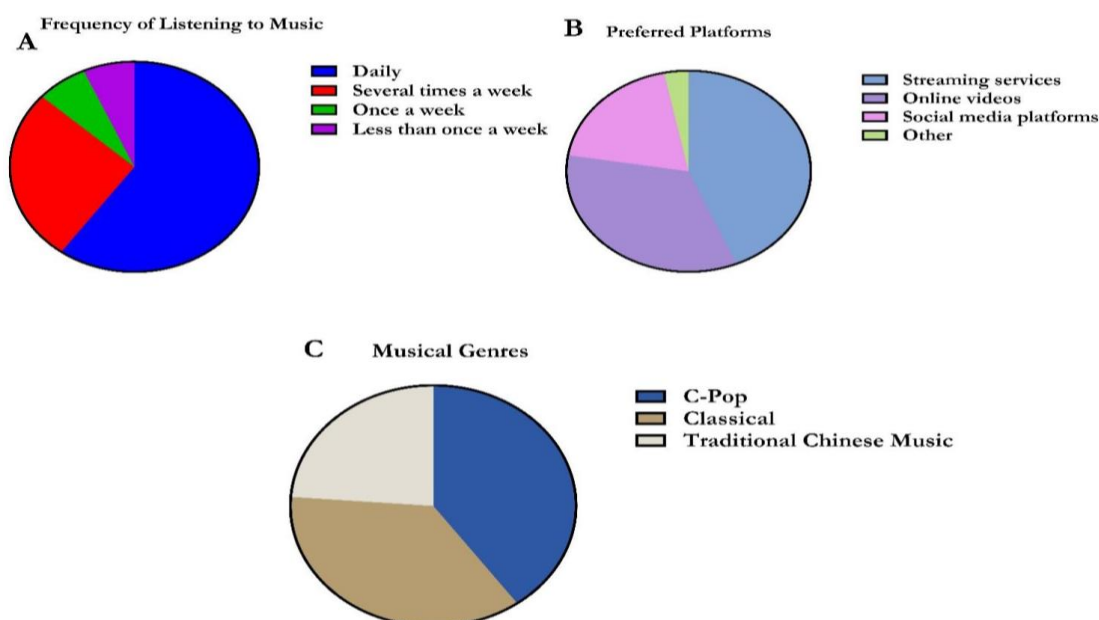 A
Frequency of Listening to Music
Daily
Several times a week
Once a week
Less than once a week
B
Preferred Platforms
Streaming services
Online videos
Social media platforms
Other
C
Musical Genres
C-Pop
Classical
Traditional Chinese Music